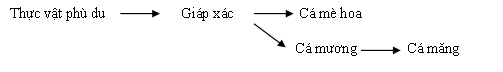 Thực vật phù du Giáp xác Cá mè hoa
Cá mương Cá măng